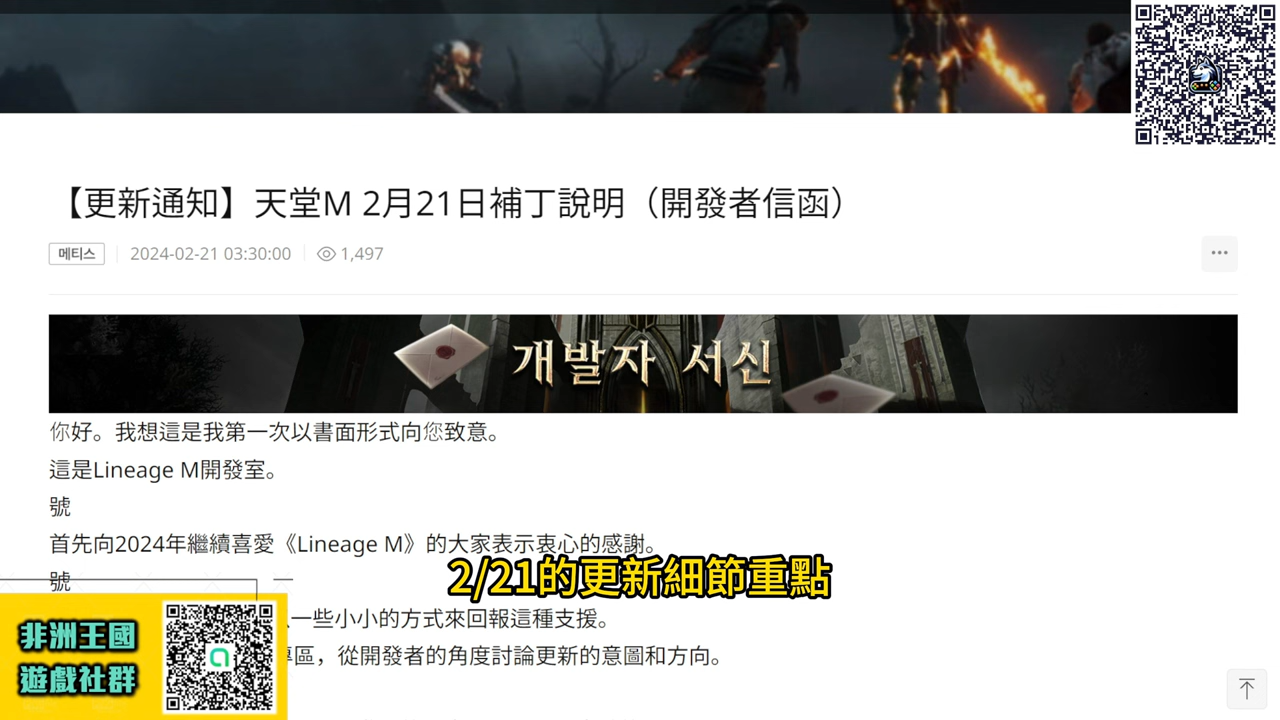 【更新通知】天堂M 2月21日補丁說明（開發者信函）
메티스 2024-02-21 03:30:00 1,497
개발자 서신
你好。我想這是我第一次以書面形式向您致意。
這是Lineage M開發室。
號
首先向2024年繼續喜愛《Lineage M》的大家表示衷心的感謝。
2/21的更新細節重點
號
一些小小的方式來回報這種支援。
專區，從開發者的角度討論更新的意圖和方向。
非洲王國
遊戲社群